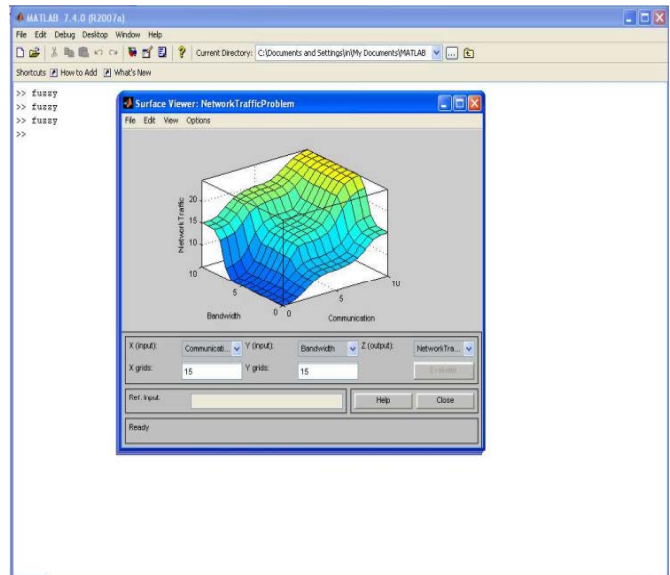 MATLAB 7.4.0 (R2007a)
File Edit Debug Desktop Window Help
Current Directory: C:\Documents and Settings\in\My Documents\MATLAB
Shortcuts How to Add What's New
>> fuzzy
>> fuzzy
>> fuzzy
>>
Surface Viewer: NetworkTrafficProblem
File Edit View Options
NetworkTraffic
20
15
10
10
5
0
0
5
10
Bandwidth
Communication
X (input): Communicati... Y (input): Bandwidth Z (output): NetworkTra...
X grids: 15 Y grids: 15 Evaluate
Ref. Input:
Help Close
Ready